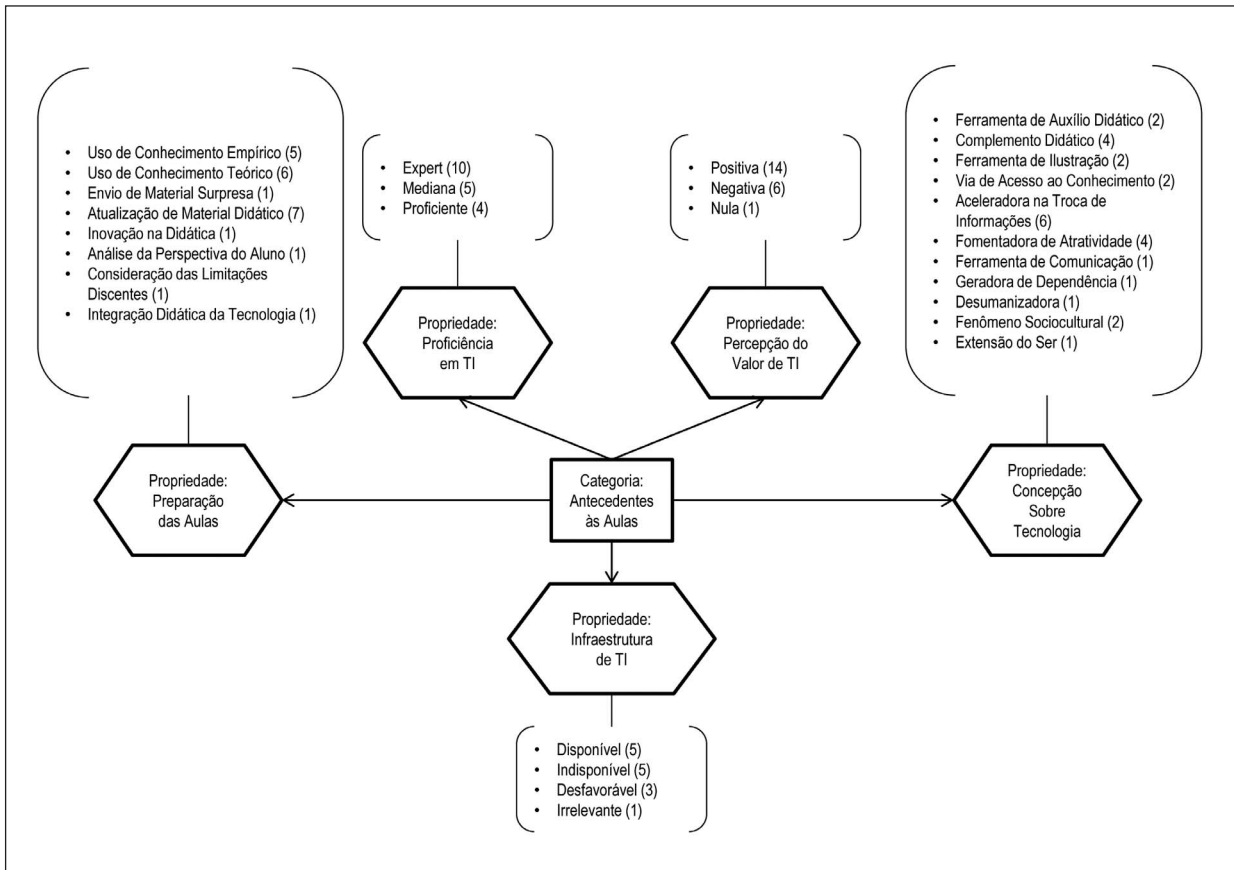 • Uso de Conhecimento Empírico (5)
• Uso de Conhecimento Teórico (6)
• Envio de Material Surpresa (1)
• Atualização de Material Didático (7)
• Inovação na Didática (1)
• Análise da Perspectiva do Aluno (1)
• Consideração das Limitações
Discentes (1)
• Integração Didática da Tecnologia (1)
• Expert (10)
• Mediana (5)
• Proficiente (4)
• Positiva (14)
• Negativa (6)
• Nula (1)
• Ferramenta de Auxílio Didático (2)
• Complemento Didático (4)
• Ferramenta de Ilustração (2)
• Via de Acesso ao Conhecimento (2)
• Aceleradora na Troca de
Informações (6)
• Fomentadora de Atratividade (4)
• Ferramenta de Comunicação (1)
• Geradora de Dependência (1)
• Desumanizadora (1)
• Fenômeno Sociocultural (2)
• Extensão do Ser (1)
Propriedade:
Proficiência
em TI
Propriedade:
Percepção do
Valor de TI
Propriedade:
Preparação
das Aulas
Categoria:
Antecedentes
às Aulas
Propriedade:
Concepção
Sobre
Tecnologia
Propriedade:
Infraestrutura
de TI
• Disponível (5)
• Indisponível (5)
• Desfavorável (3)
• Irrelevante (1)